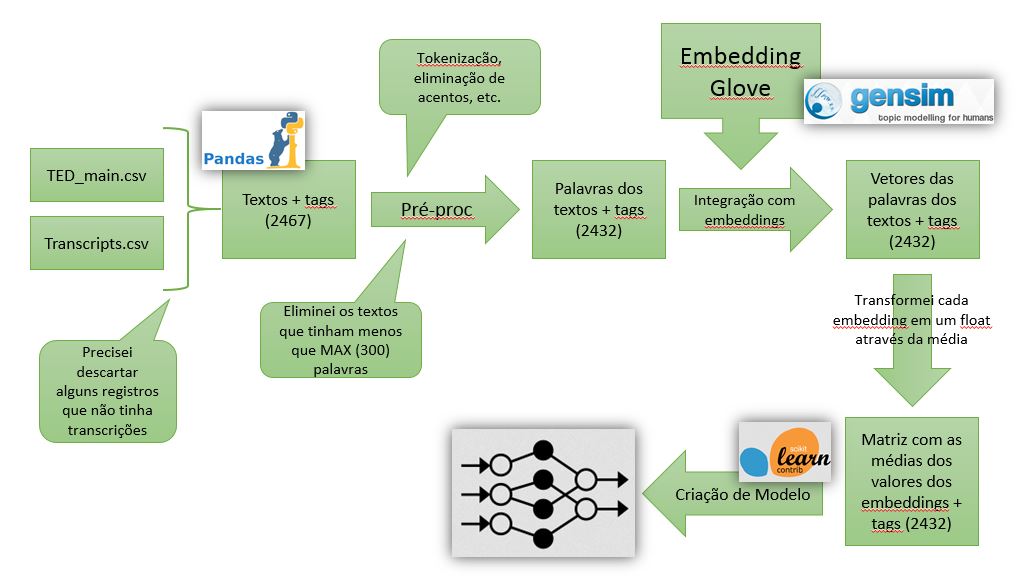 TED_main.csv
Transcripts.csv
Precisei
descartar
alguns registros
que não tinha
transcrições
Pandas
Textos + tags
(2467)
Tokenização,
eliminação de
acentos, etc.
Pré-proc
Eliminei os textos
que tinham menos
que MAX (300)
palavras
Palavras dos
textos + tags
(2432)
Embedding
Glove
gensim
topic modelling for humans
Integração com
embeddings
Vetores das
palavras dos
textos + tags
(2432)
Transformei cada
embedding em um float
através da média
Matriz com as
médias dos
valores dos
embeddings +
tags (2432)
scikit
learn
contrib
Criação de Modelo